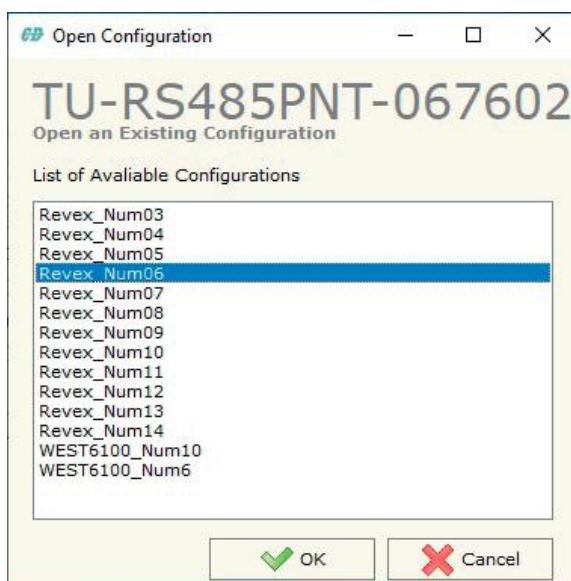 Open Configuration
TU-RS485PNT-067602
Open an Existing Configuration
List of Avaliable Configurations
Revex_Num03
Revex_Num04
Revex_Num05
Revex_Num06
Revex_Num07
Revex_Num08
Revex_Num09
Revex_Num10
Revex_Num11
Revex_Num12
Revex_Num13
Revex_Num14
WEST6100_Num10
WEST6100_Num6
OK
Cancel